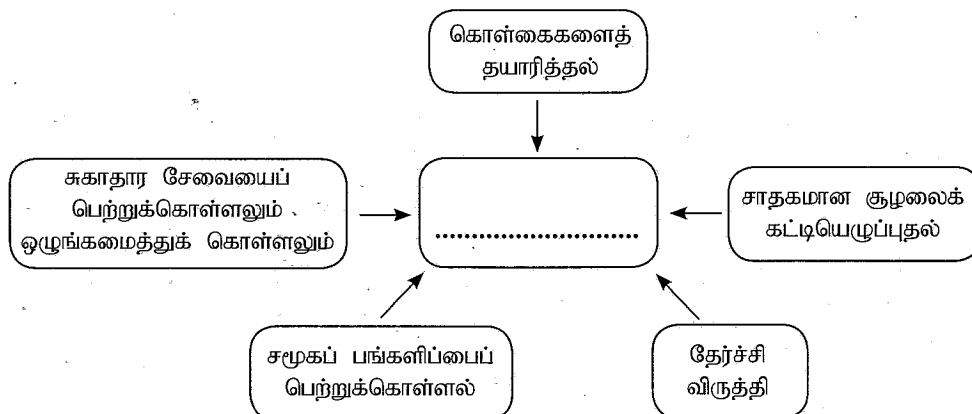 கொள்கைகளைத்
தயாரித்தல்
சுகாதார சேவையைப்
பெற்றுக்கொள்ளலும்
ஒழுங்கமைத்துக் கொள்ளலும்
..............................
சாதகமான சூழலைக்
கட்டியெழுப்புதல்
சமூகப் பங்களிப்பைப்
பெற்றுக்கொள்ளல்
தேர்ச்சி
விருத்தி